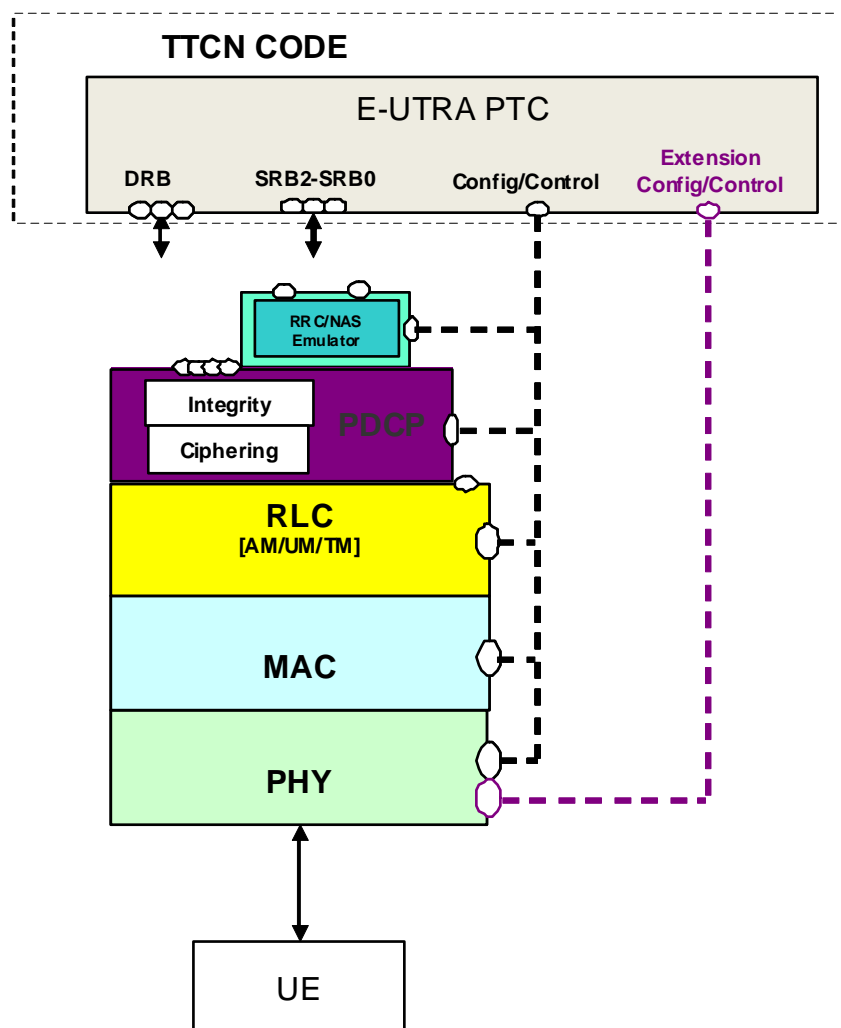 TTCN CODE
E-UTRA PTC
DRB
SRB2-SRB0
Config/Control
Extension
Config/Control
RRC/NAS
Emulator
Integrity
Ciphering
PDCP
RLC
[AM/UM/TM]
MAC
PHY
UE